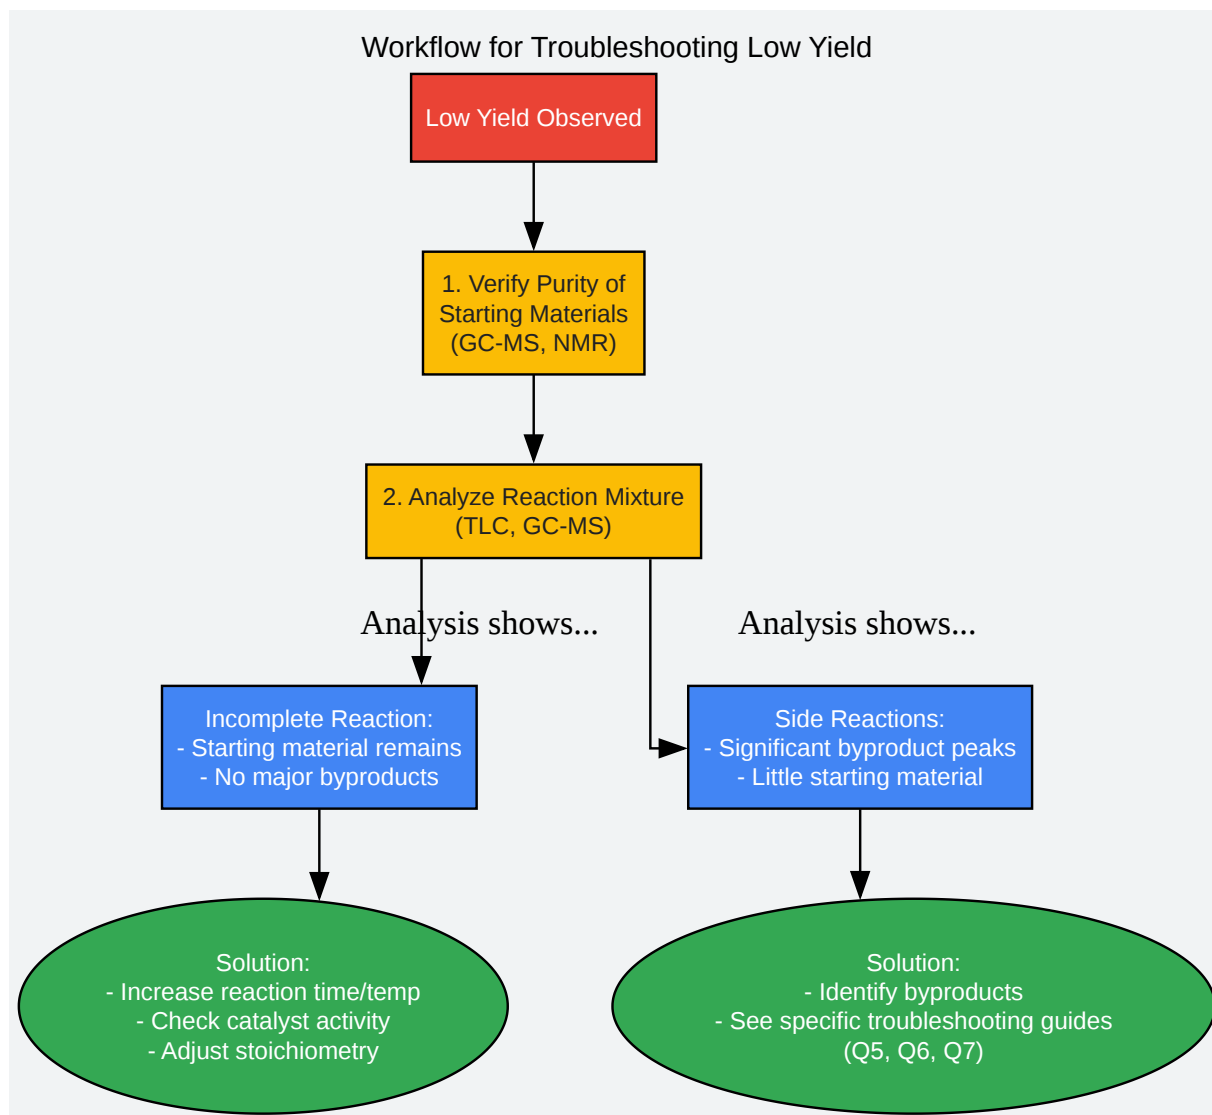 Workflow for Troubleshooting Low Yield
Low Yield Observed
1. Verify Purity of
Starting Materials
(GC-MS, NMR)
2. Analyze Reaction Mixture
(TLC, GC-MS)
Analysis shows...
Analysis shows...
Incomplete Reaction:
- Starting material remains
- No major byproducts
Side Reactions:
- Significant byproduct peaks
- Little starting material
Solution:
- Increase reaction time/temp
- Check catalyst activity
- Adjust stoichiometry
Solution:
- Identify byproducts
- See specific troubleshooting guides
(Q5, Q6, Q7)